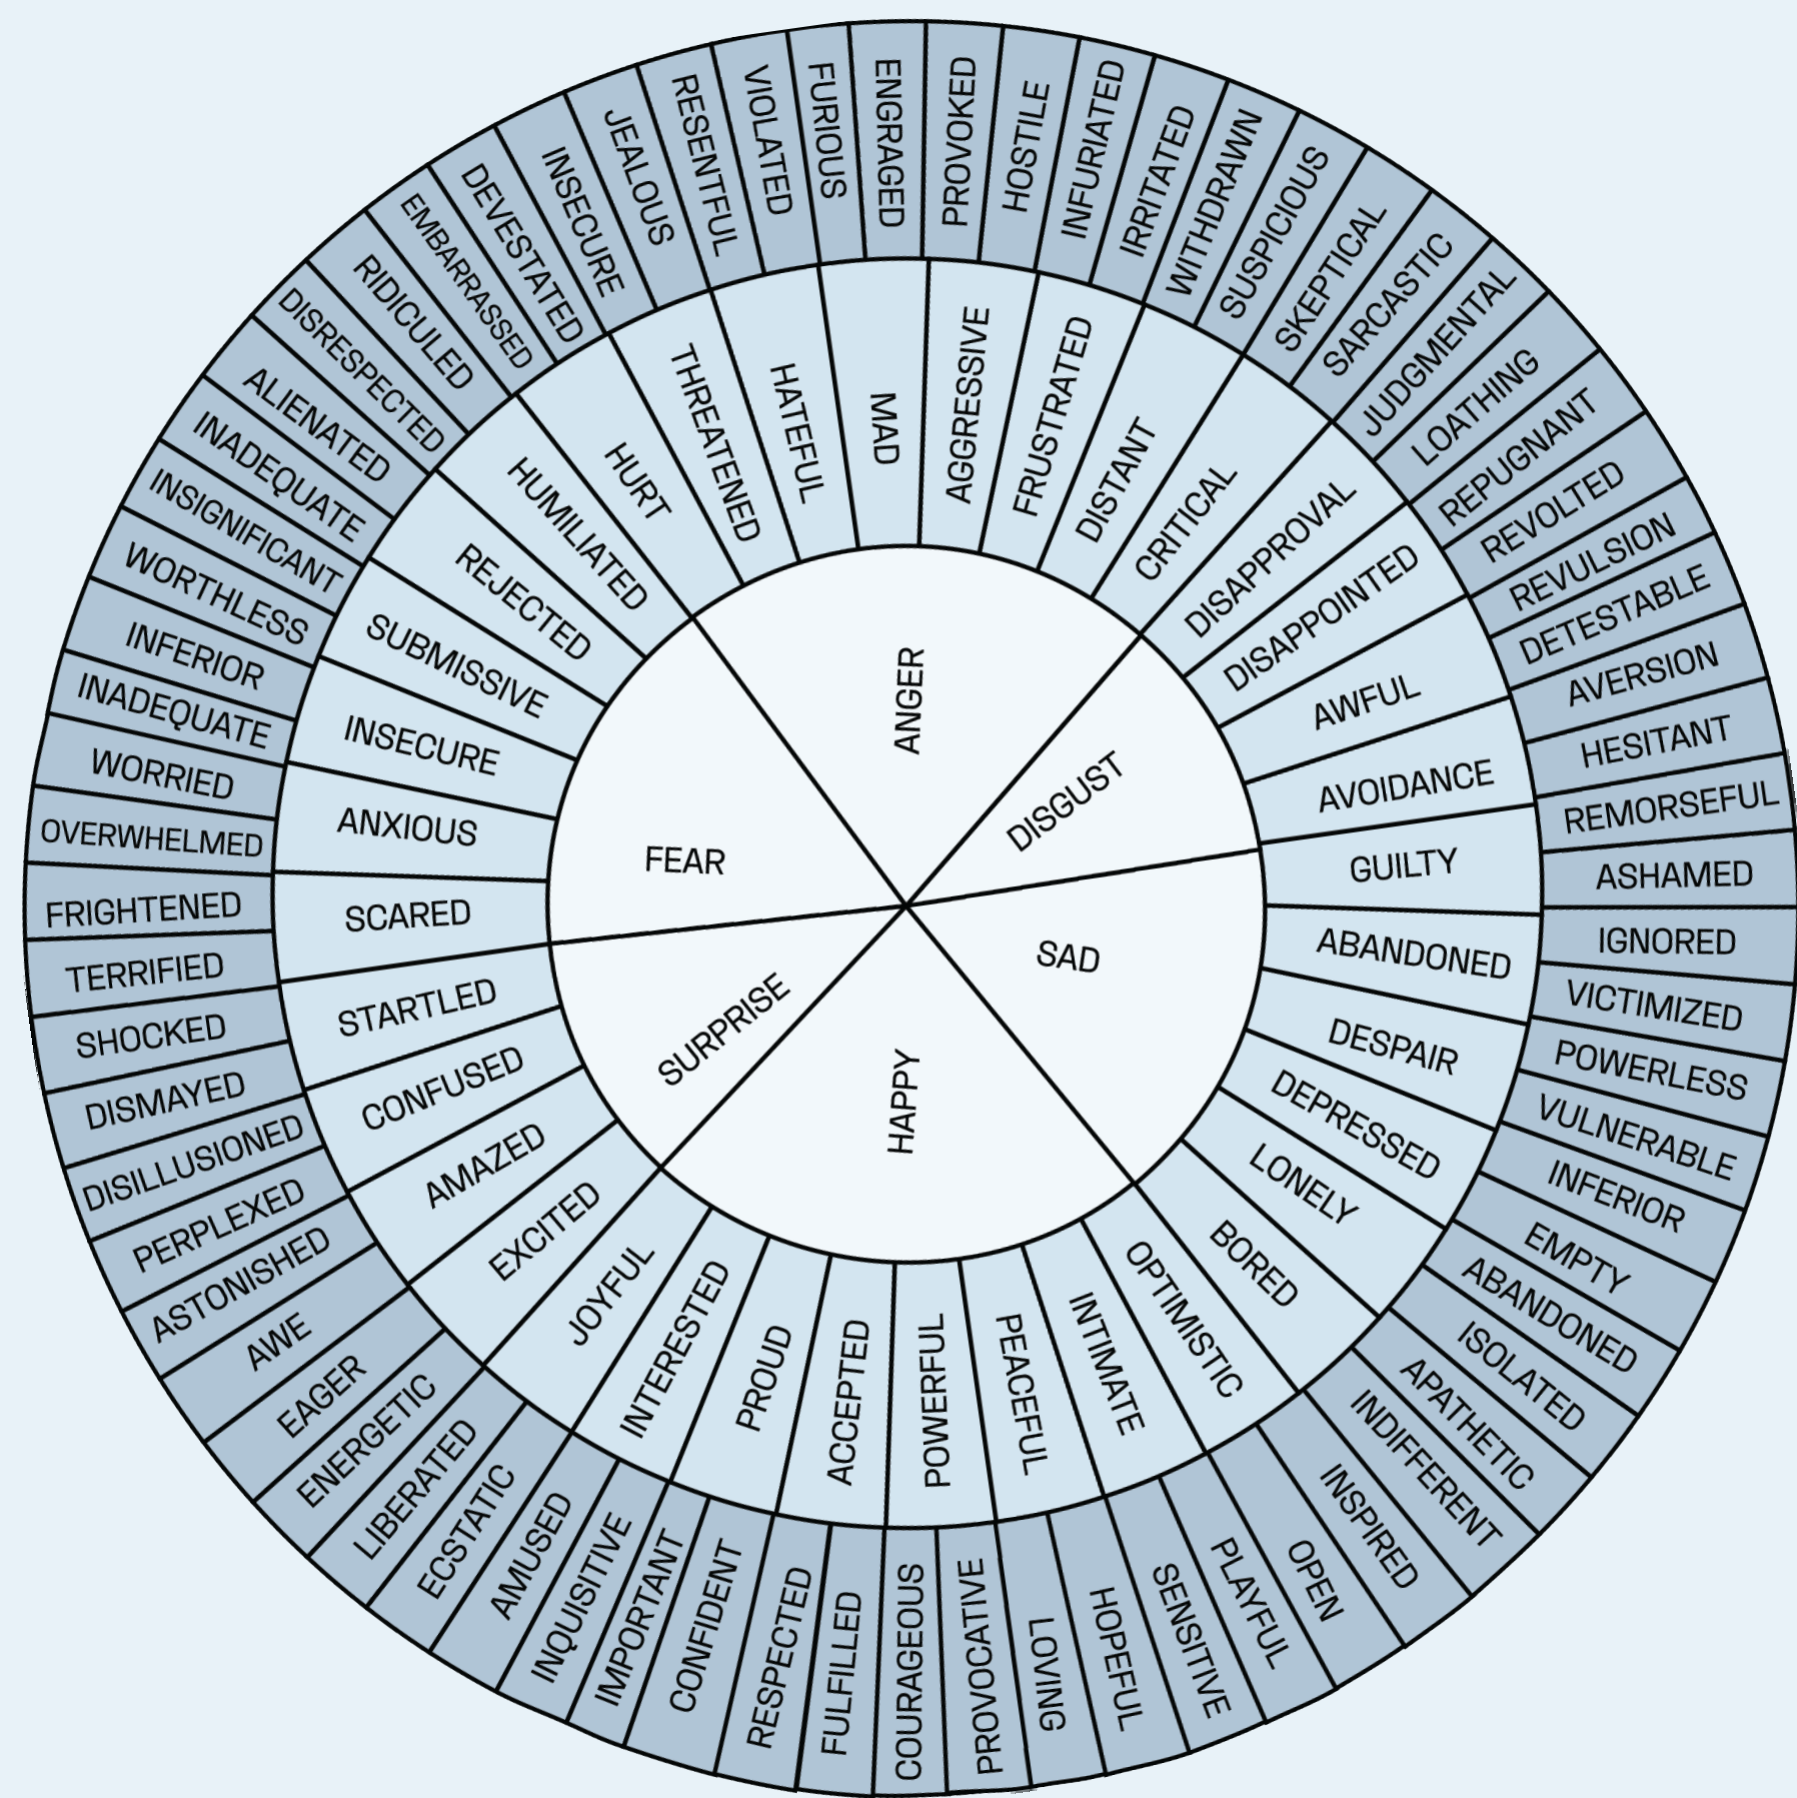 ANGER
DISGUST
SAD
HAPPY
SURPRISE
FEAR
HURT
THREATENED
HATEFUL
MAD
AGGRESSIVE
FRUSTRATED
DISTANT
CRITICAL
DISAPPROVAL
DISAPPOINTED
AWFUL
AVOIDANCE
GUILTY
ABANDONED
DESPAIR
DEPRESSED
LONELY
BORED
OPTIMISTIC
INTIMATE
PEACEFUL
POWERFUL
ACCEPTED
PROUD
INTERESTED
JOYFUL
EXCITED
AMAZED
CONFUSED
STARTLED
SCARED
ANXIOUS
INSECURE
SUBMISSIVE
REJECTED
HUMILIATED
EMBARRASSED
DEVESTATED
INSECURE
JEALOUS
RESENTFUL
VIOLATED
FURIOUS
ENGRAGED
PROVOKED
HOSTILE
INFURIATED
IRRITATED
WITHDRAWN
SUSPICIOUS
SKEPTICAL
SARCASTIC
JUDGMENTAL
LOATHING
REPUGNANT
REVOLTED
REVULSION
DETESTABLE
AVERSION
HESITANT
REMORSEFUL
ASHAMED
IGNORED
VICTIMIZED
POWERLESS
VULNERABLE
INFERIOR
EMPTY
ABANDONED
ISOLATED
APATHETIC
INDIFFERENT
INSPIRED
OPEN
PLAYFUL
SENSITIVE
HOPEFUL
LOVING
PROVOCATIVE
COURAGEOUS
FULFILLED
RESPECTED
CONFIDENT
IMPORTANT
INQUISITIVE
AMUSED
ECSTATIC
LIBERATED
ENERGETIC
EAGER
AWE
ASTONISHED
PERPLEXED
DISILLUSIONED
DISMAYED
SHOCKED
TERRIFIED
FRIGHTENED
OVERWHELMED
WORRIED
INADEQUATE
INFERIOR
WORTHLESS
INSIGNIFICANT
INADEQUATE
ALIENATED
DISRESPECTED
RIDICULED